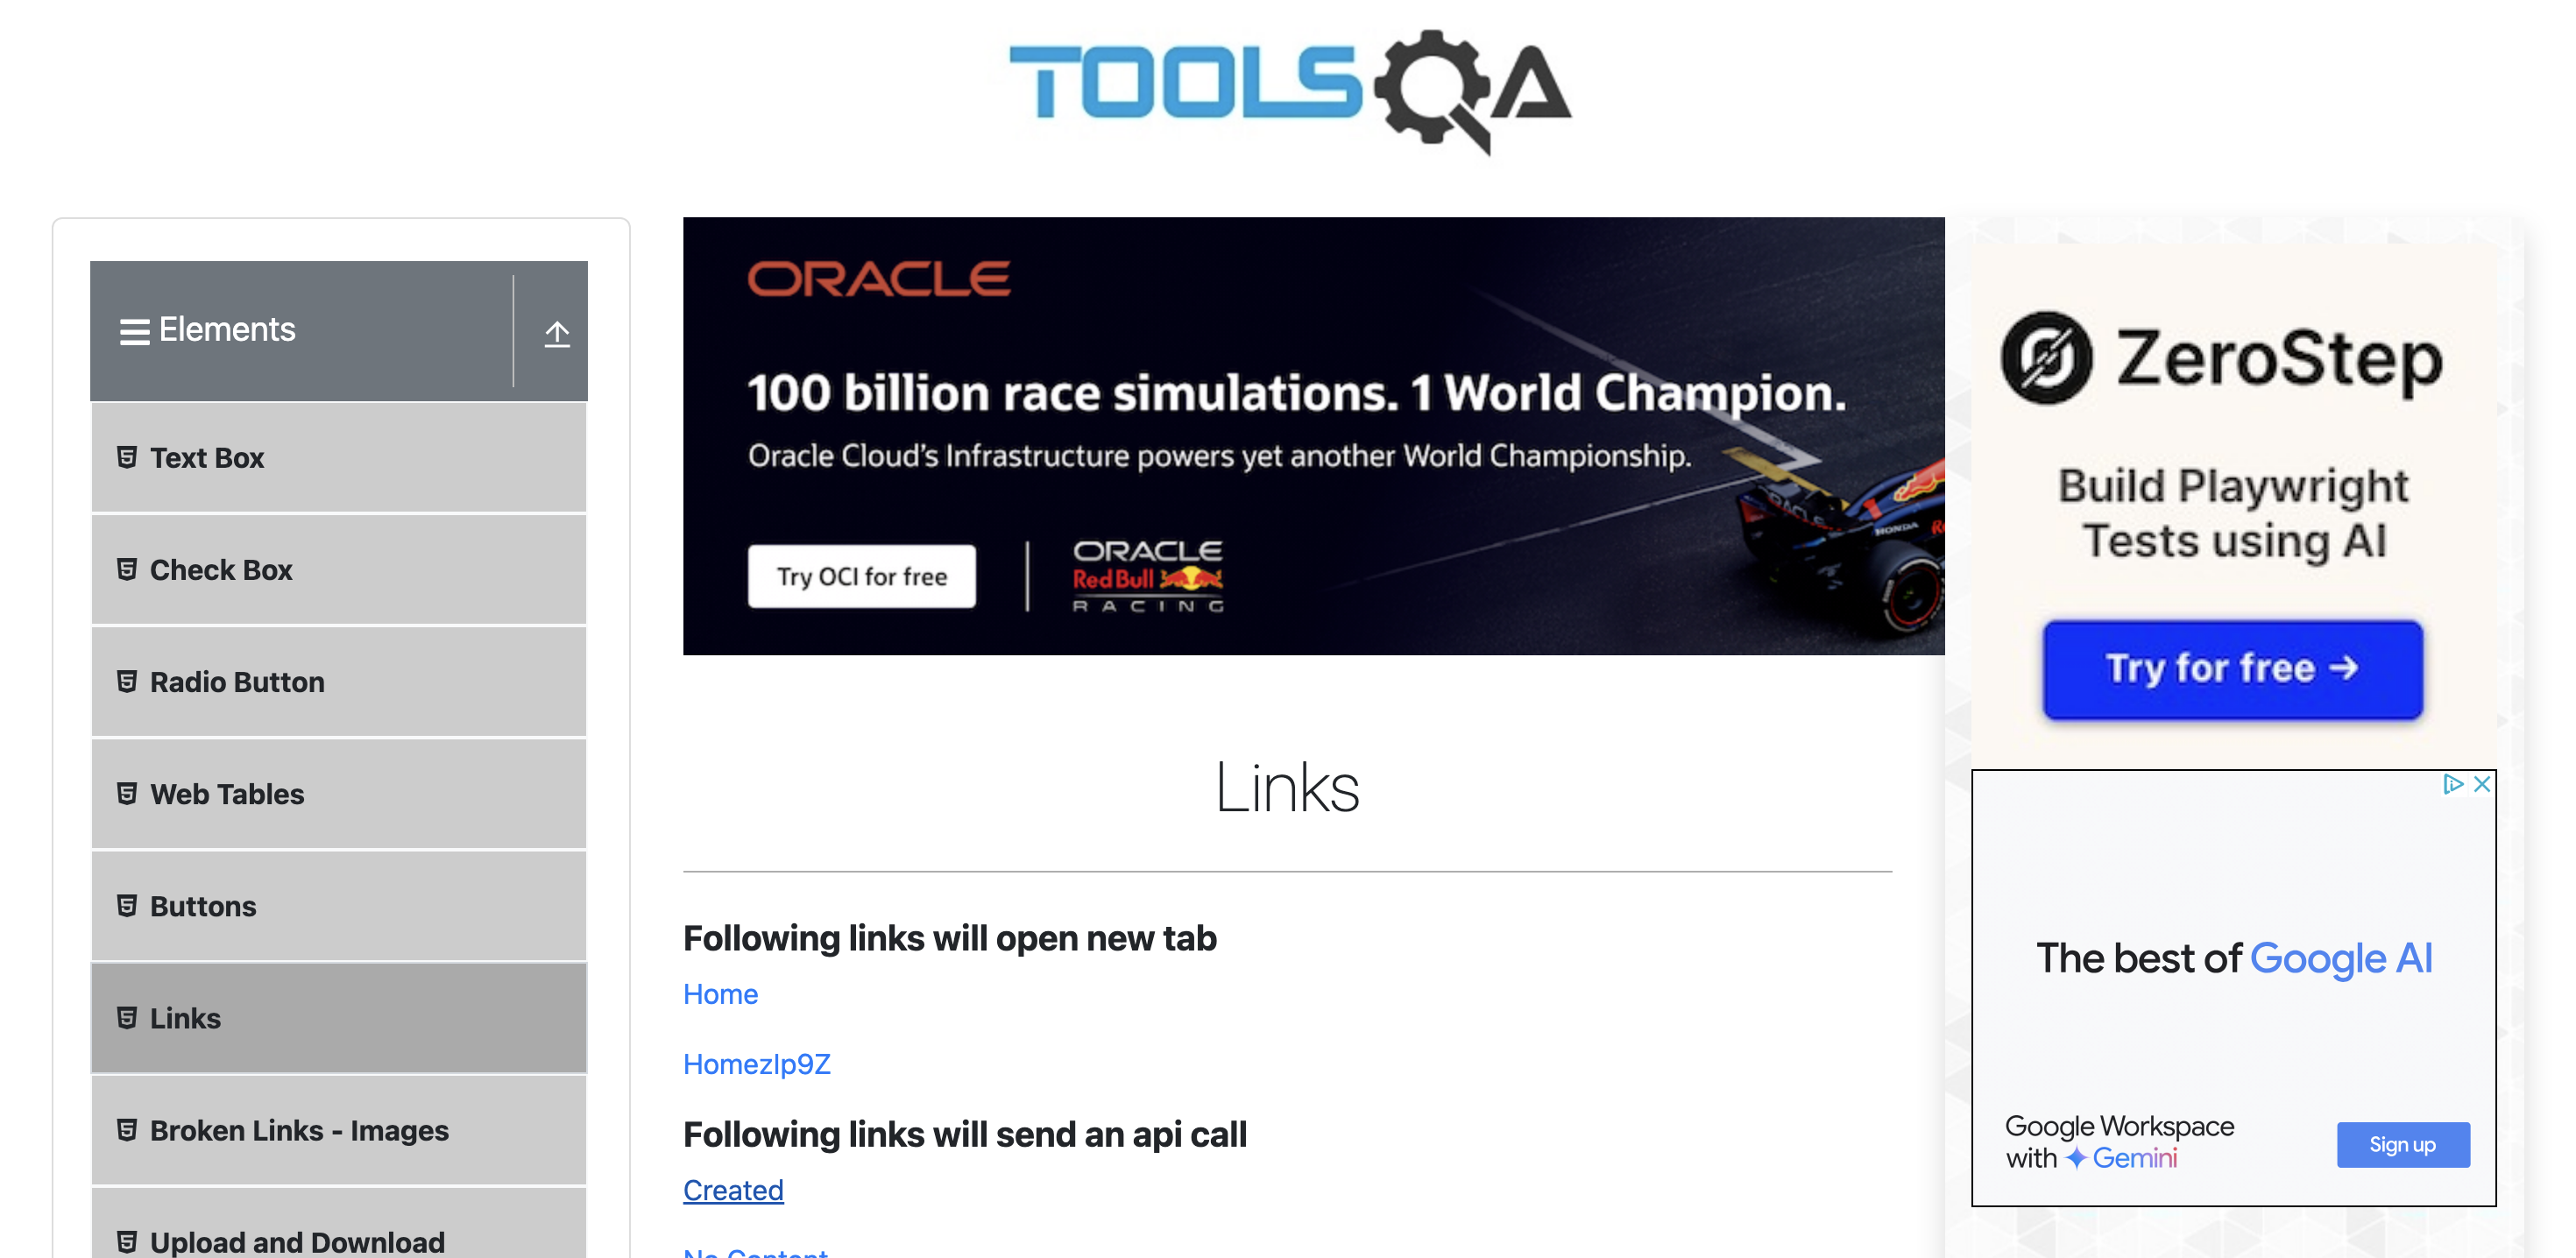 TOOLSQA
Elements
Text Box
Check Box
Radio Button
Web Tables
Buttons
Links
Broken Links - Images
Upload and Download
ORACLE
100 billion race simulations. 1 World Champion.
Oracle Cloud's Infrastructure powers yet another World Championship.
Try OCI for free
ORACLE
Red Bull
RACING
ORACLE
HONDA
Links
Following links will open new tab
Home
HomezIp9Z
Following links will send an api call
Created
No Content
ZeroStep
Build Playwright
Tests using AI
Try for free →
The best of Google AI
Google Workspace
with Gemini
Sign up